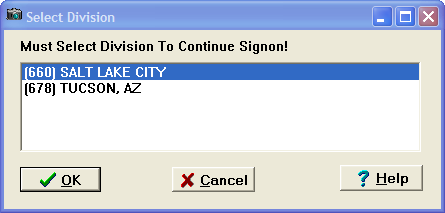 Select Division
Must Select Division To Continue Signon!
(660) SALT LAKE CITY
(678) TUCSON, AZ
OK Cancel ? Help